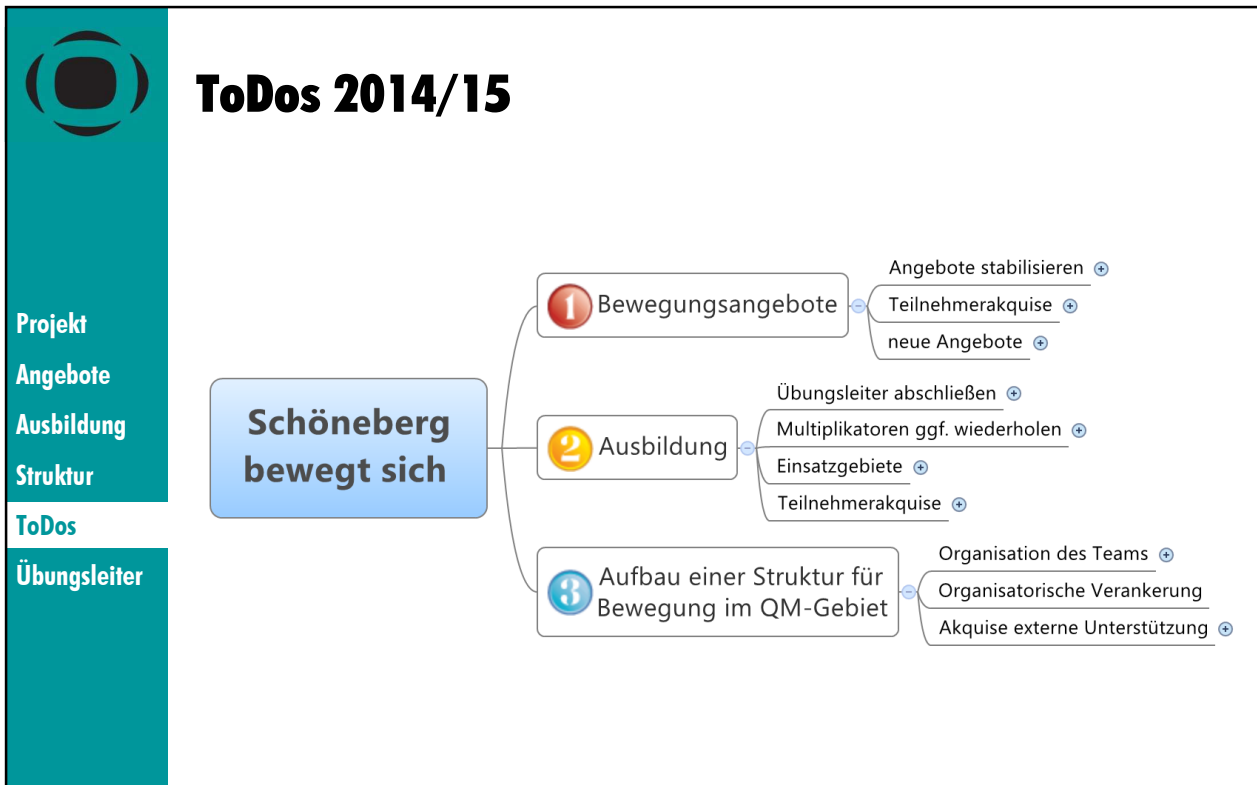 ToDos 2014/15
Projekt
Angebote
Ausbildung
Struktur
ToDos
Übungsleiter
Schöneberg
bewegt sich
1 Bewegungsangebote
Angebote stabilisieren
Teilnehmerakquise
neue Angebote
2 Ausbildung
Übungsleiter abschließen
Multiplikatoren ggf. wiederholen
Einsatzgebiete
Teilnehmerakquise
3 Aufbau einer Struktur für
Bewegung im QM-Gebiet
Organisation des Teams
Organisatorische Verankerung
Akquise externe Unterstützung